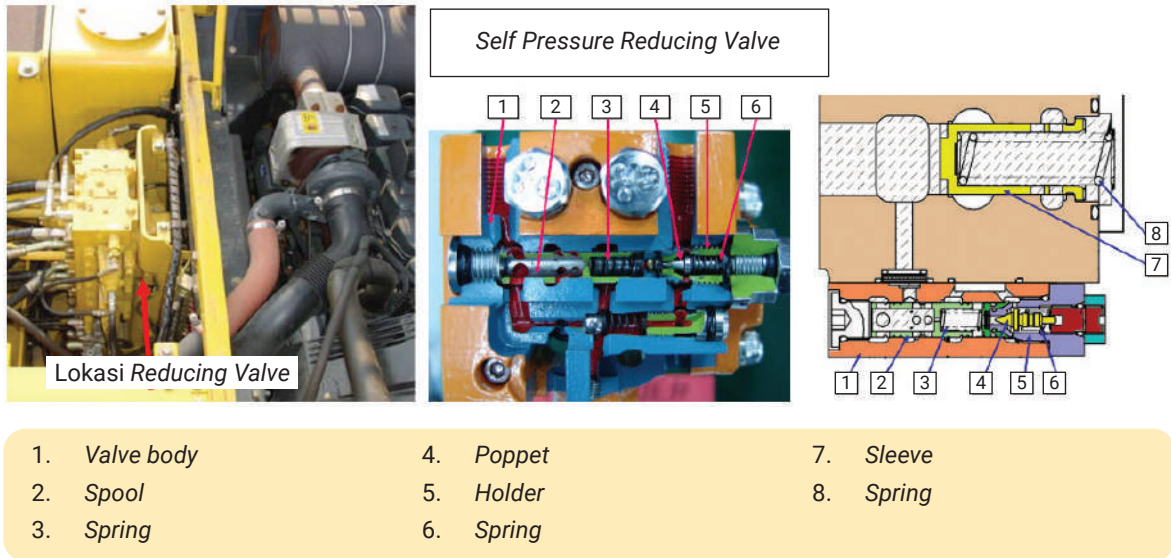 Self Pressure Reducing Valve
1 2 3 4 5 6
Lokasi Reducing Valve
8
7
1 2 3 4 5 6
1. Valve body
2. Spool
3. Spring
4. Poppet
5. Holder
6. Spring
7. Sleeve
8. Spring